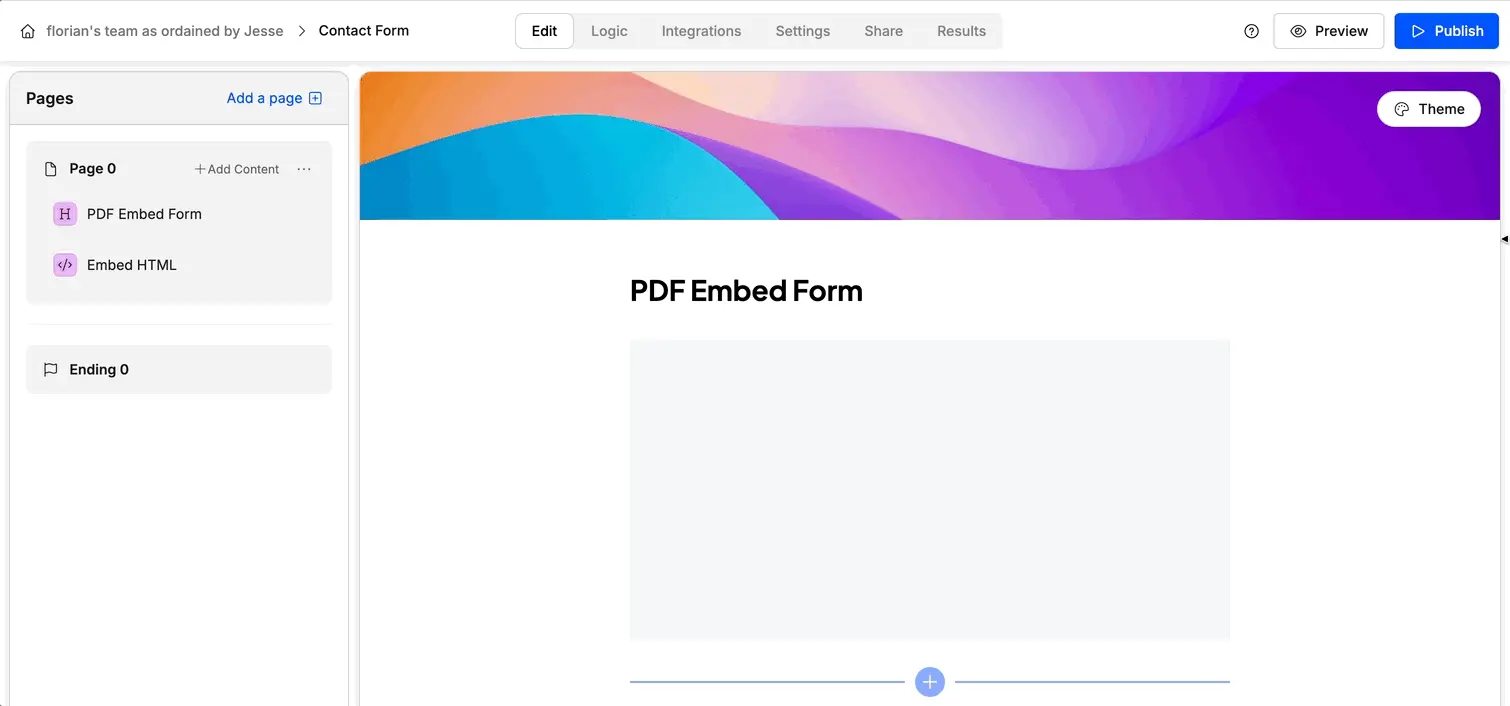 florian's team as ordained by Jesse > Contact Form
Edit Logic Integrations Settings Share Results
Preview
Publish
Pages
Add a page
Page 0
Add Content
H PDF Embed Form
</> Embed HTML
Ending 0
Theme
PDF Embed Form